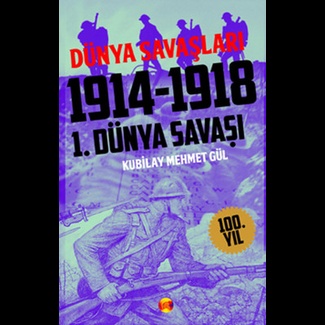 DÜNYA SAVAŞLARI
1914-1918
1. DÜNYA SAVAŞI
KUBİLAY MEHMET GÜL
100.
YIL